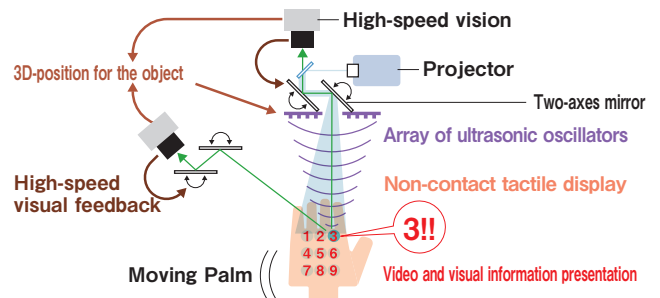 High-speed vision
3D-position for the object
Projector
Two-axes mirror
Array of ultrasonic oscillators
High-speed
visual feedback
Non-contact tactile display
1 2 3
4 5 6
7 8 9
3!!
Moving Palm
Video and visual information presentation